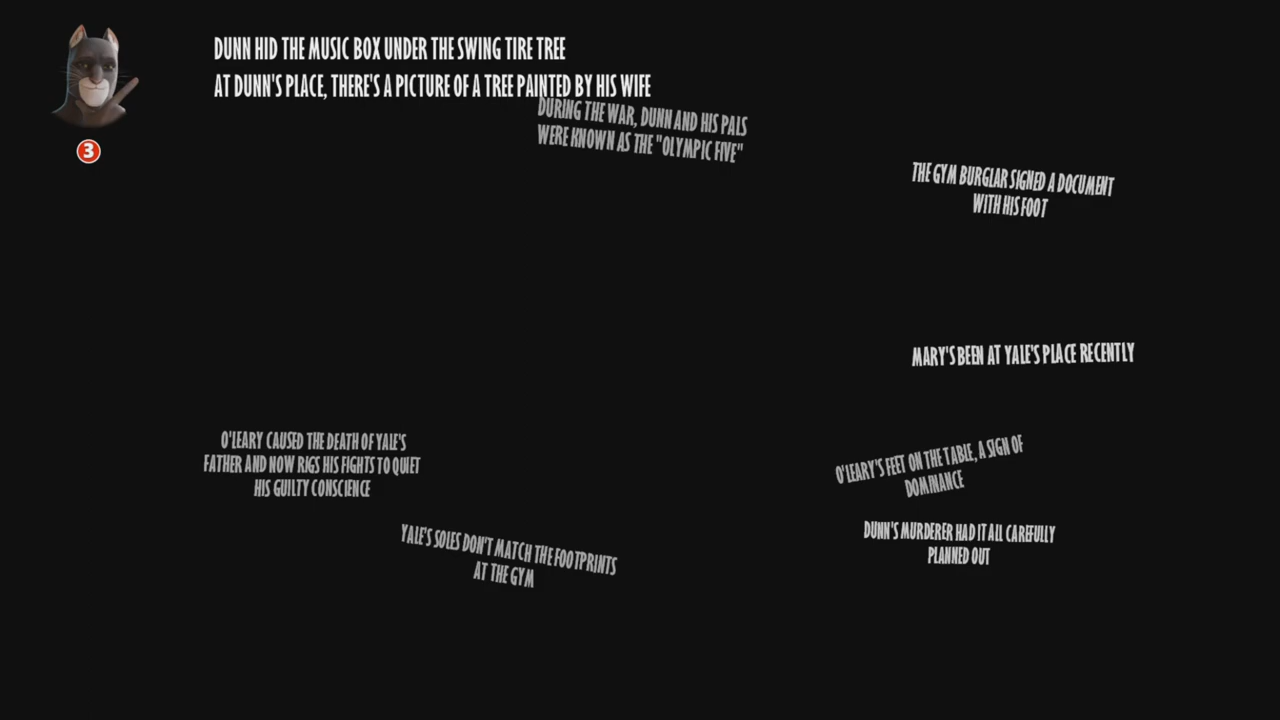 DUNN HID THE MUSIC BOX UNDER THE SWING TIRE TREE
AT DUNN'S PLACE, THERE'S A PICTURE OF A TREE PAINTED BY HIS WIFE
DURING THE WAR, DUNN AND HIS PALS
WERE KNOWN AS THE "OLYMPIC FIVE"
3
THE GYM BURGLAR SIGNED A DOCUMENT
WITH HIS FOOT
MARY'S BEEN AT YALE'S PLACE RECENTLY
O'LEARY CAUSED THE DEATH OF YALE'S
FATHER AND NOW RIGS HIS FIGHTS TO QUIET
HIS GUILTY CONSCIENCE
O'LEARY'S FEET ON THE TABLE, A SIGN OF
DOMINANCE
YALE'S SOLES DON'T MATCH THE FOOTPRINTS
AT THE GYM
DUNN'S MURDERER HAD IT ALL CAREFULLY
PLANNED OUT